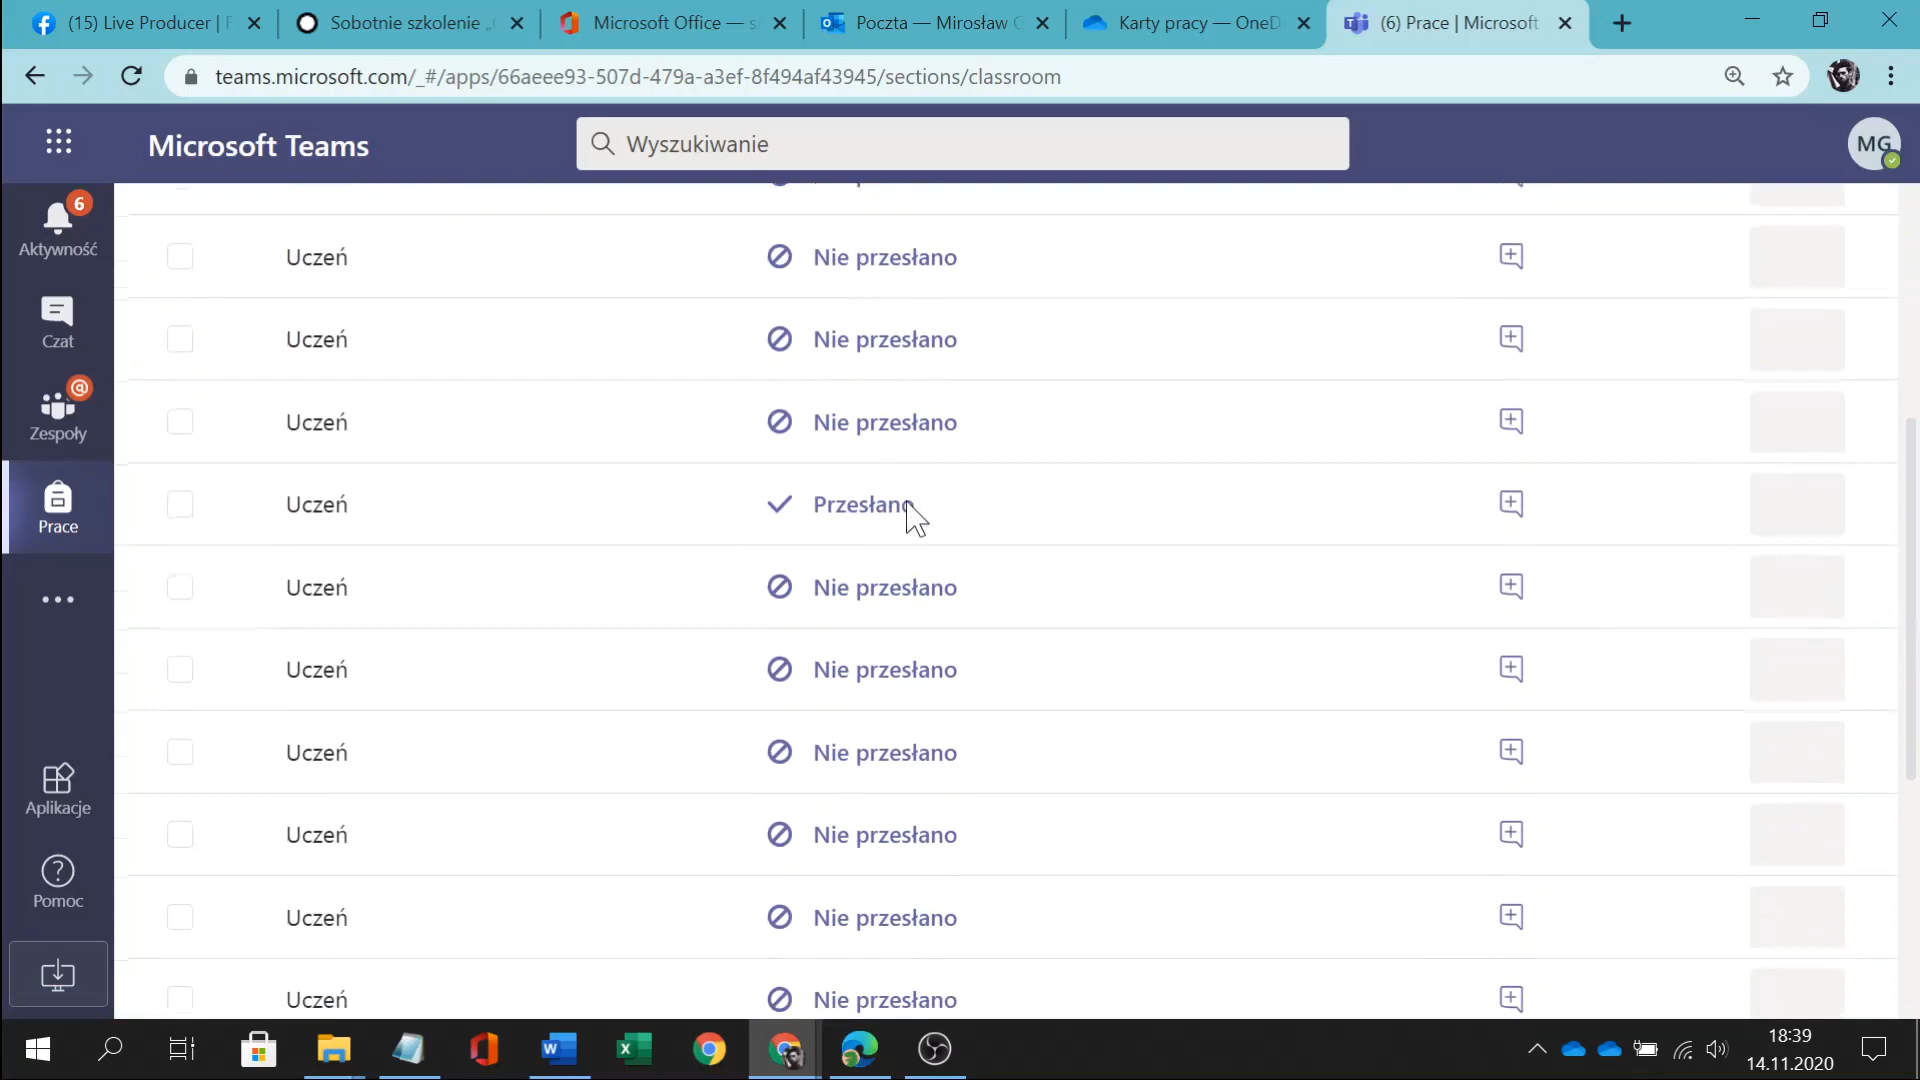 (15) Live Producer | F
Sobotnie szkolenie „
Microsoft Office — s
Poczta — Mirosław G
Karty pracy — OneD
(6) Prace | Microsoft
teams.microsoft.com/_#/apps/66aeee93-507d-479a-a3ef-8f494af43945/sections/classroom
Microsoft Teams
Wyszukiwanie
MG
6
Aktywność
Czat
@
Zespoły
Prace
Aplikacje
Pomoc
Uczeń Nie przesłano
Uczeń Nie przesłano
Uczeń Nie przesłano
Uczeń Przesłano
Uczeń Nie przesłano
Uczeń Nie przesłano
Uczeń Nie przesłano
Uczeń Nie przesłano
Uczeń Nie przesłano
Uczeń Nie przesłano
18:39
14.11.2020